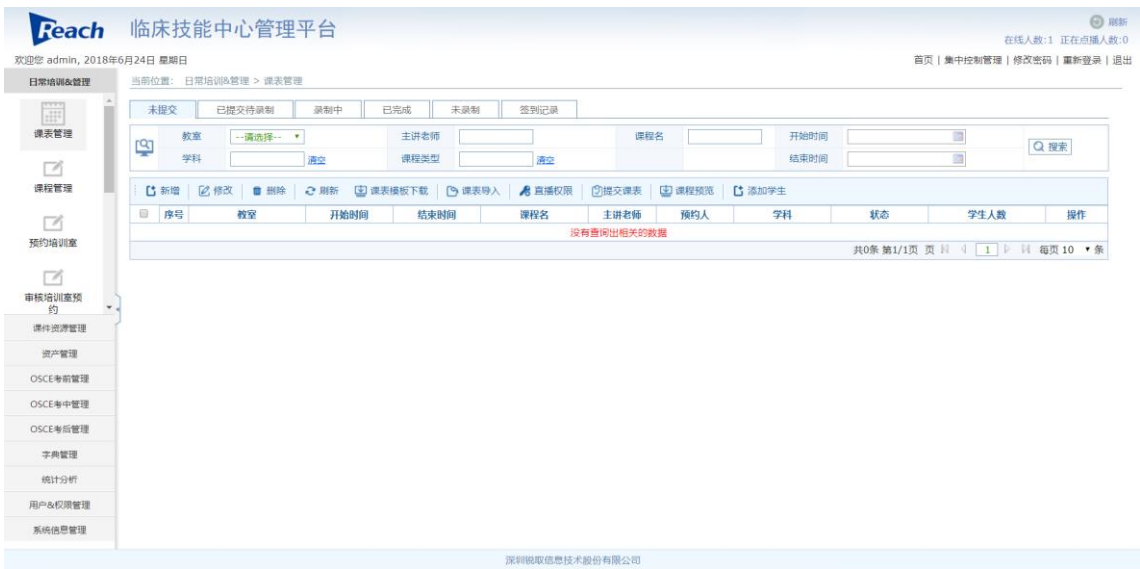 Reach 临床技能中心管理平台
刷新
在线人数:1 正在点播人数:0
欢迎您 admin, 2018年6月24日 星期日
首页 | 集中控制管理 | 修改密码 | 重新登录 | 退出
日常培训&管理
当前位置: 日常培训&管理 > 课表管理
课表管理
课程管理
预约培训室
审核培训室预
约
课件资源管理
资产管理
OSCE考前管理
OSCE考中管理
OSCE考后管理
字典管理
统计分析
用户&权限管理
系统信息管理
未提交 已提交待录制 录制中 已完成 未录制 签到记录
教室 --请选择-- 主讲老师 课程名 开始时间
学科 清空 课程类型 清空 结束时间
搜索
新增 修改 删除 刷新 课表模板下载 课表导入 直播权限 提交课表 课程预览 添加学生
序号 教室 开始时间 结束时间 课程名 主讲老师 预约人 学科 状态 学生人数 操作
没有查询出相关的数据
共0条 第1/1页 页 1 每页 10 条
深圳锐取信息技术股份有限公司